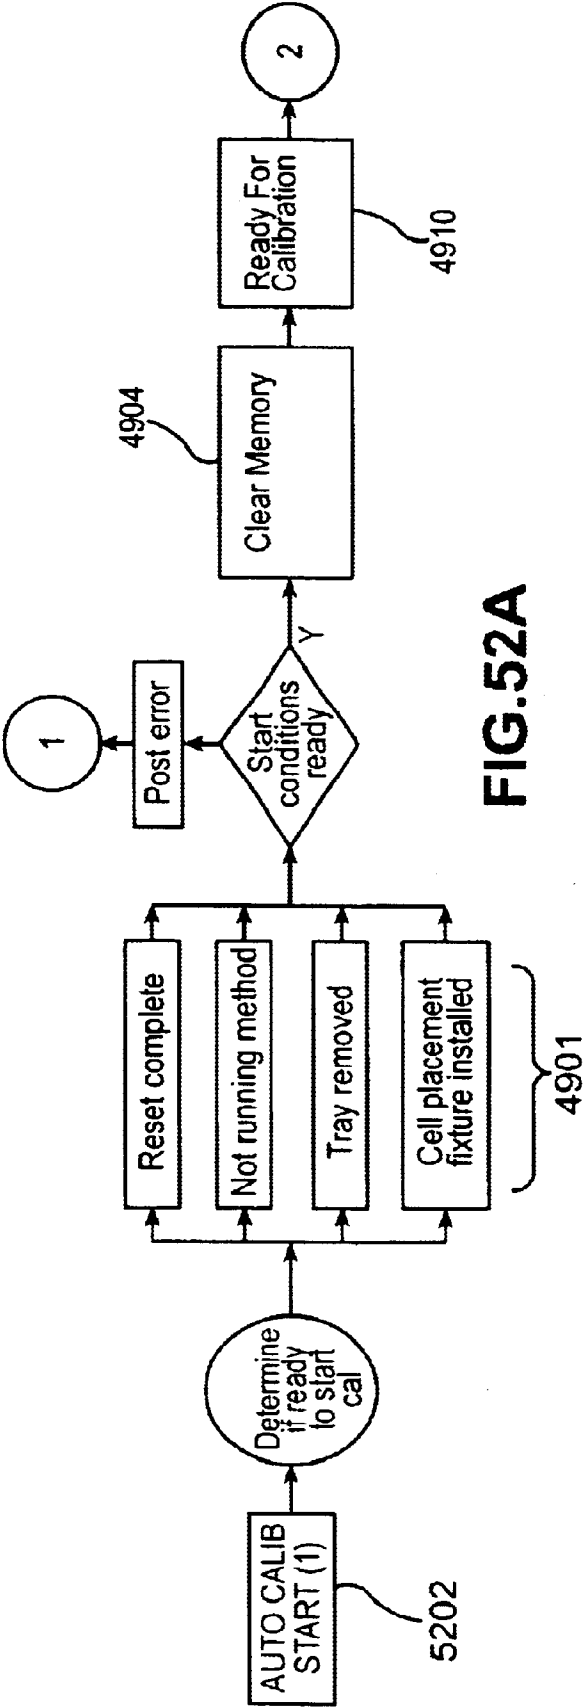 AUTO CALIB
START (1)
5202
Determine
if ready
to start
cal
Reset complete
Not running method
Tray removed
Cell placement
fixture installed
4901
Start
conditions
ready
Post error
1
Y
Clear Memory
4904
Ready For
Calibration
4910
2
FIG.52A